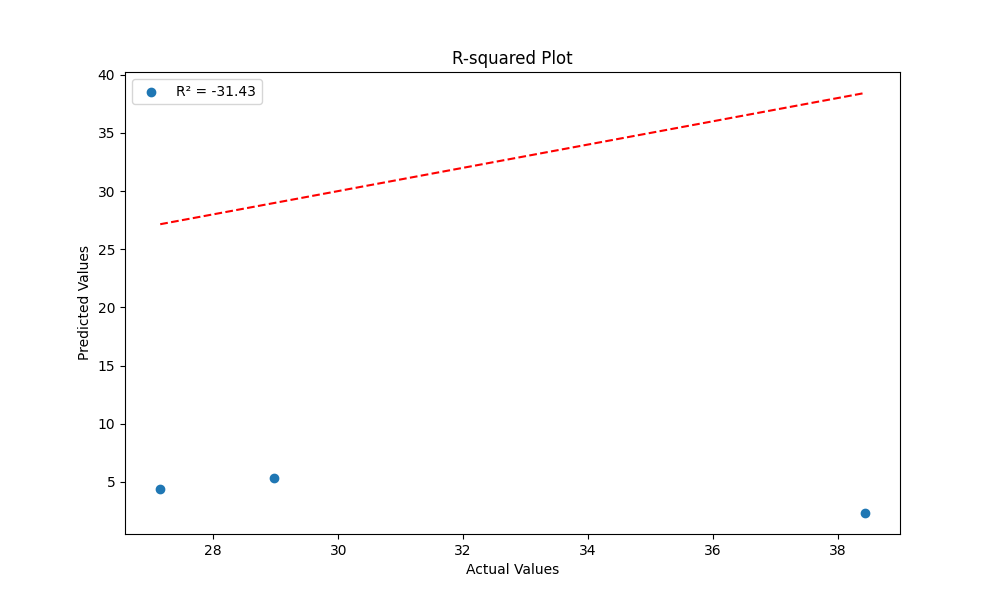 R-squared Plot
R² = -31.43
40
35
30
25
20
15
10
5
Predicted Values
28 30 32 34 36 38
Actual Values